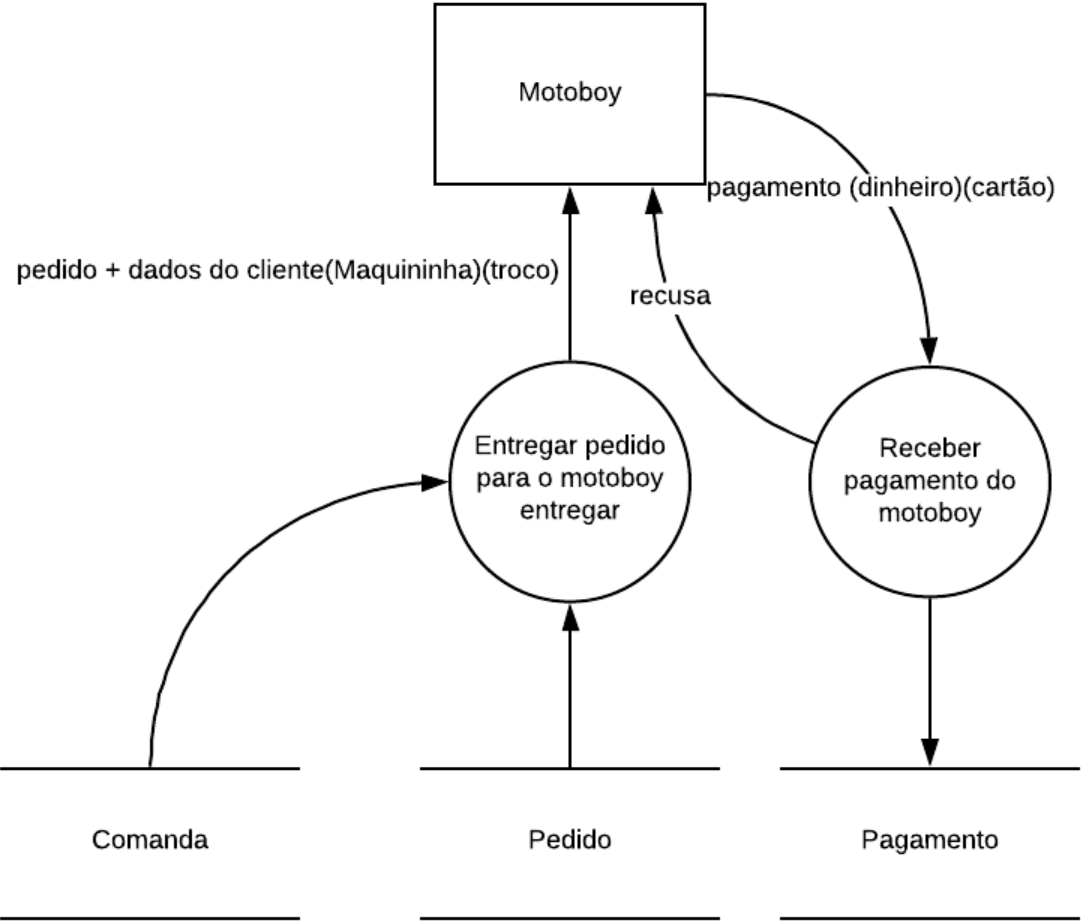 Motoboy
pagamento (dinheiro)(cartão)
pedido + dados do cliente(Maquininha)(troco)
recusa
Entregar pedido
para o motoboy
entregar
Receber
pagamento do
motoboy
Comanda
Pedido
Pagamento